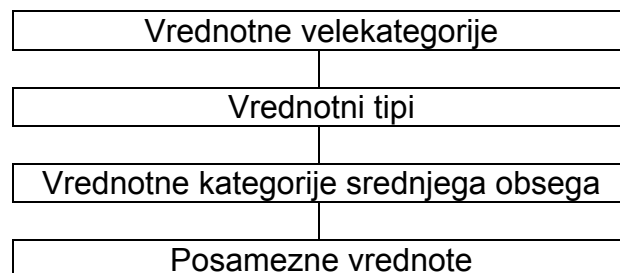 Vrednotne velekategorije
Vrednotni tipi
Vrednotne kategorije srednjega obsega
Posamezne vrednote